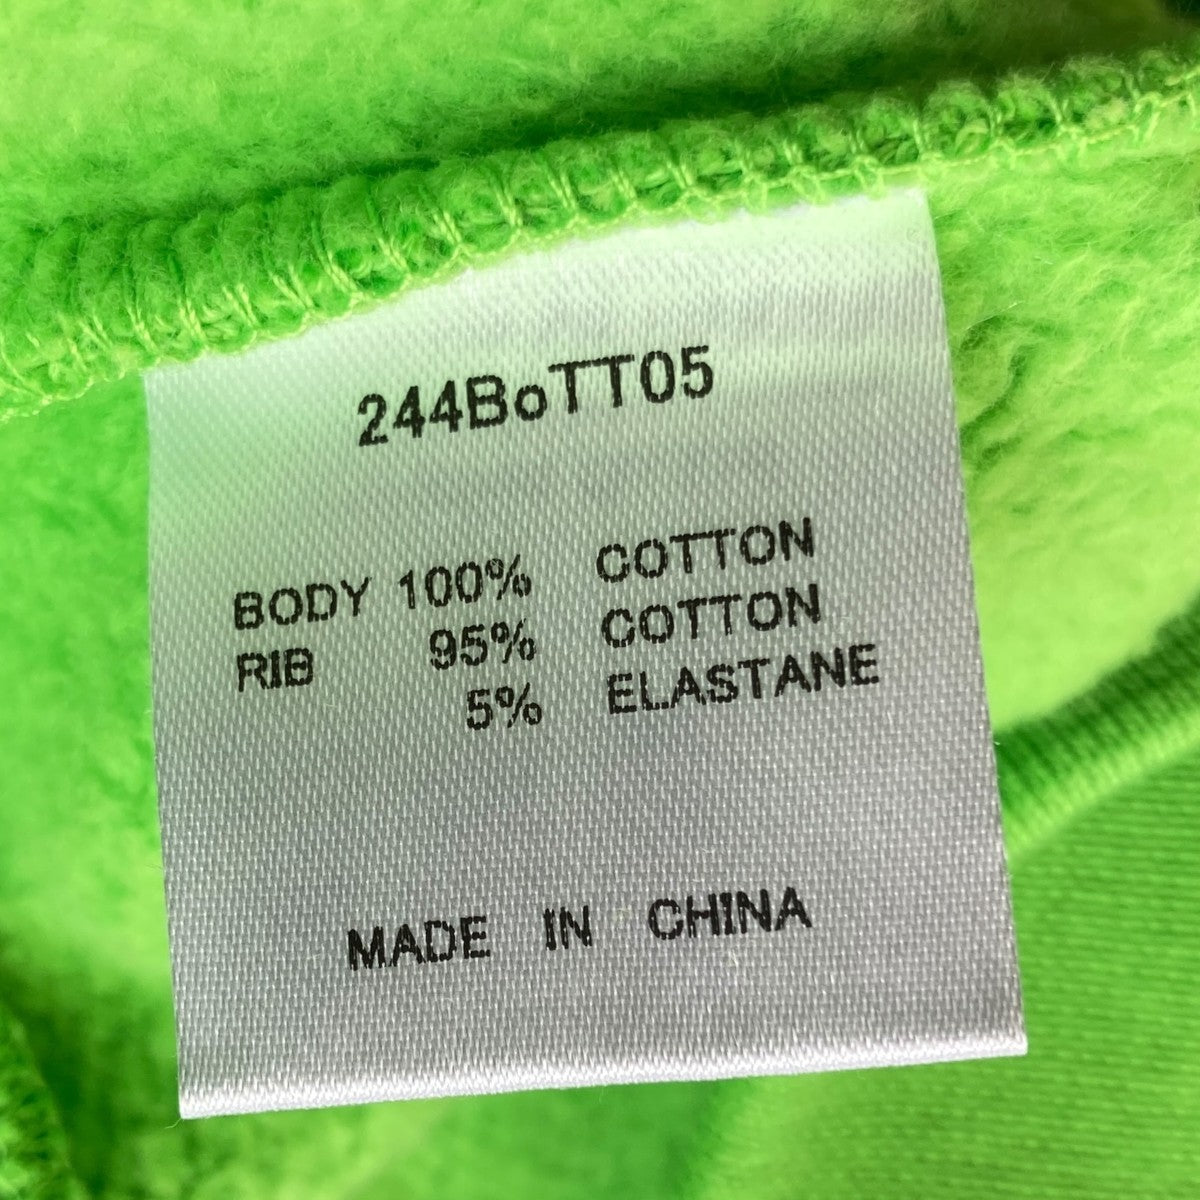 244BoTT05
BODY 100% COTTON
RIB 95% COTTON
5% ELASTANE
MADE IN CHINA